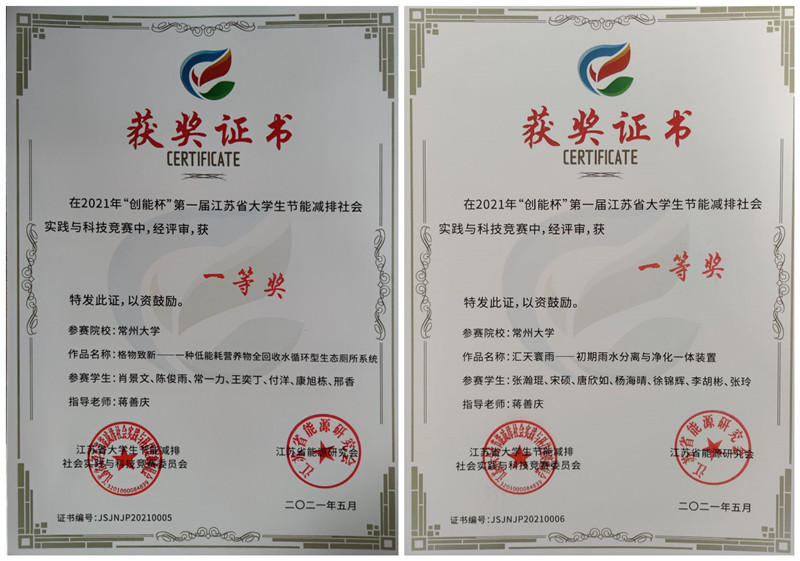 获奖证书
CERTIFICATE
在2021年“创能杯”第一届江苏省大学生节能减排社会
实践与科技竞赛中,经评审,获
一等奖
特发此证,以资鼓励。
参赛院校:常州大学
作品名称:格物致新——一种低能耗营养物全回收水循环型生态厕所系统
参赛学生:肖景文、陈俊雨、常一力、王奕丁、付洋、康旭栋、邢香
指导老师:蒋善庆
江苏省大学生节能减排
社会实践与科技竞赛委员会
江苏省能源研究会
江苏省能源研究会
二〇二一年五月
证书编号:JSJNJP20210005
获奖证书
CERTIFICATE
在2021年“创能杯”第一届江苏省大学生节能减排社会
实践与科技竞赛中,经评审,获
一等奖
特发此证,以资鼓励。
参赛院校:常州大学
作品名称:汇天寰雨——初期雨水分离与净化一体装置
参赛学生:张瀚琨、宋硕、唐欣如、杨海晴、徐锦辉、李胡彬、张玲
指导老师:蒋善庆
江苏省大学生节能减排
社会实践与科技竞赛委员会
江苏省能源研究会
江苏省能源研究会
二〇二一年五月
证书编号:JSJNJP20210006